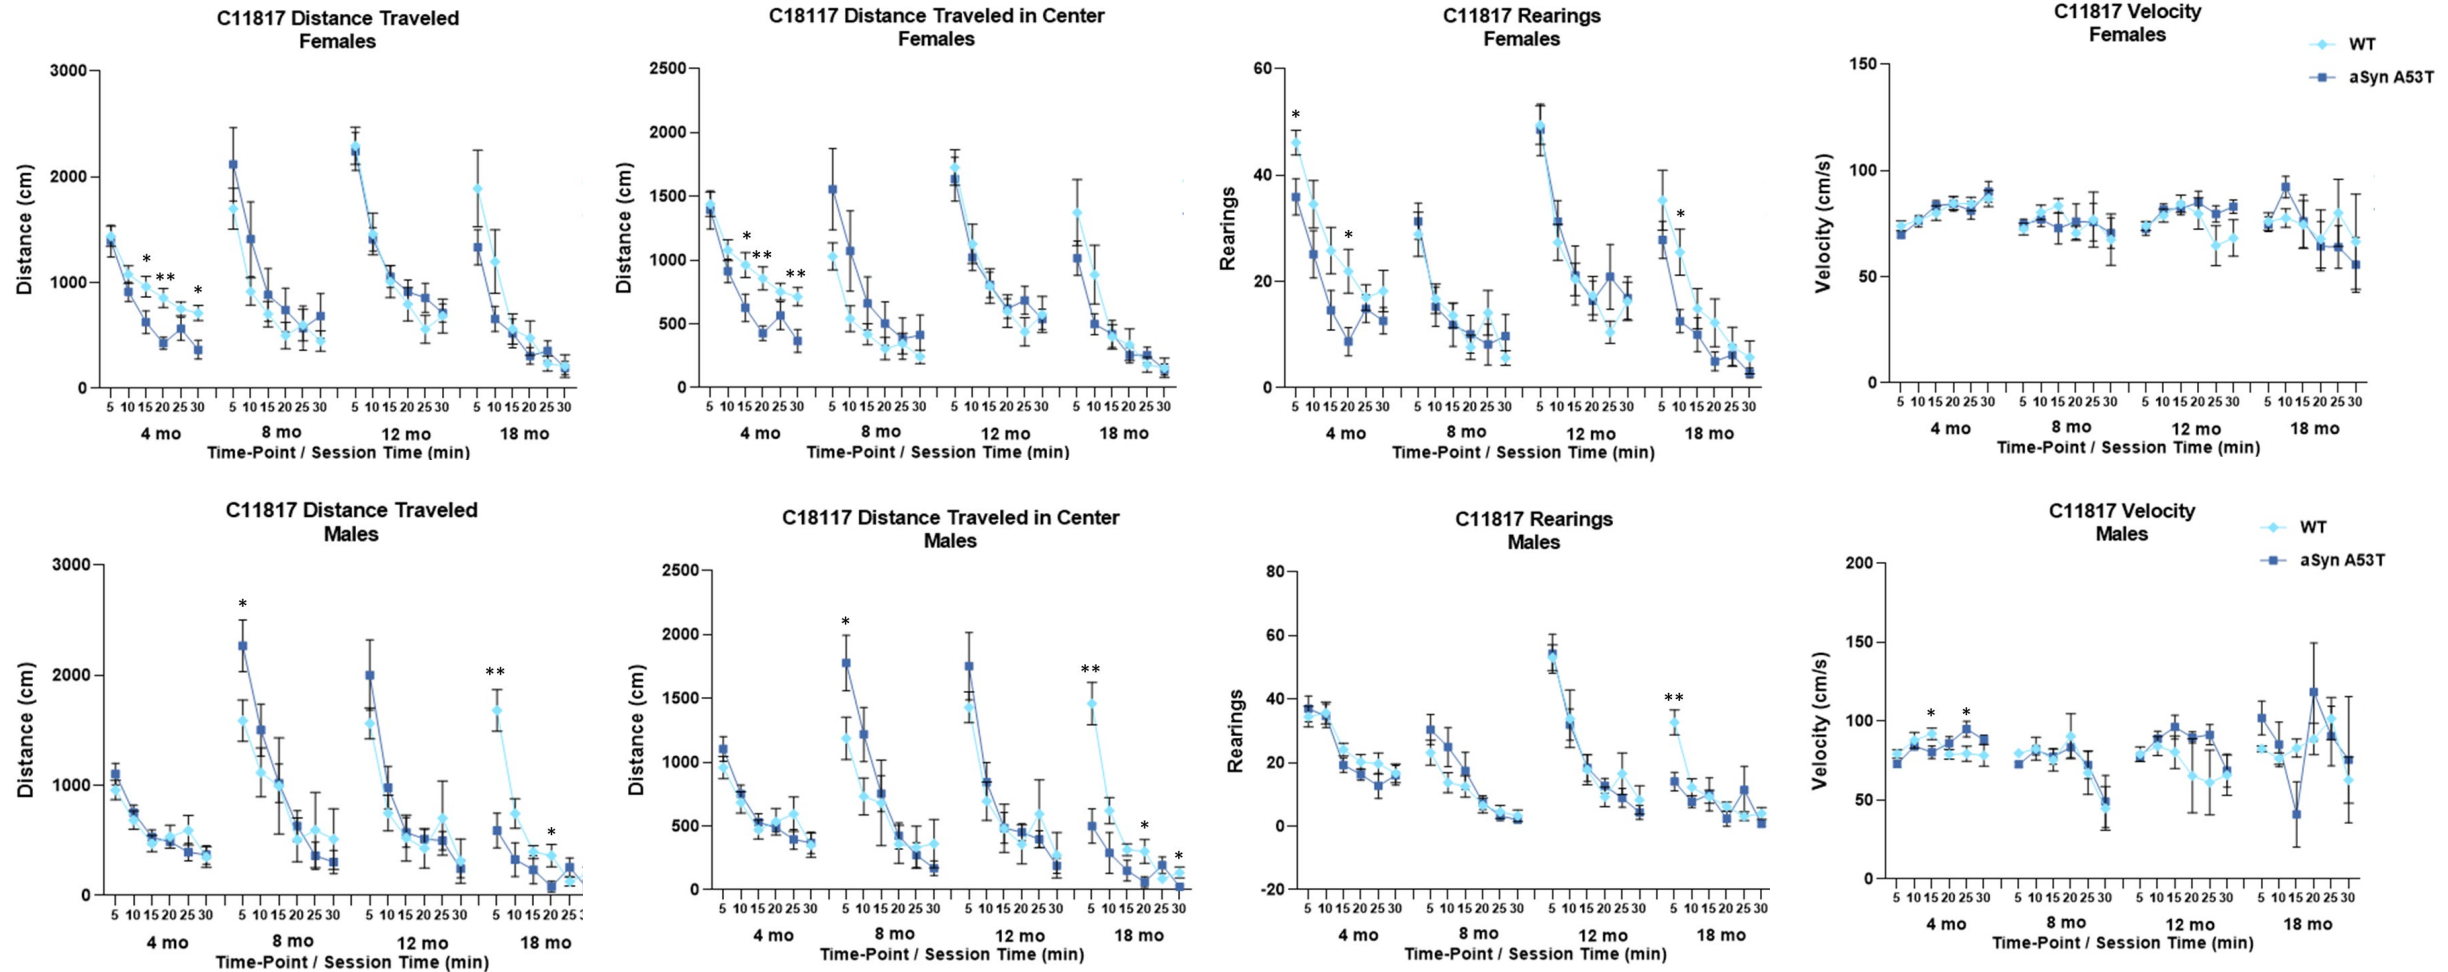 C11817 Distance Traveled
Females
3000
2000
1000
0
Distance (cm)
*
**
*
5 10 15 20 25 30 5 10 15 20 25 30 5 10 15 20 25 30 5 10 15 20 25 30
4 mo 8 mo 12 mo 18 mo
Time-Point / Session Time (min)
C18117 Distance Traveled in Center
Females
2500
2000
1500
1000
500
0
Distance (cm)
*
**
**
5 10 15 20 25 30 5 10 15 20 25 30 5 10 15 20 25 30 5 10 15 20 25 30
4 mo 8 mo 12 mo 18 mo
Time-Point / Session Time (min)
C11817 Rearings
Females
60
40
20
0
Rearings
*
*
*
5 10 15 20 25 30 5 10 15 20 25 30 5 10 15 20 25 30 5 10 15 20 25 30
4 mo 8 mo 12 mo 18 mo
Time-Point / Session Time (min)
C11817 Velocity
Females
WT
aSyn A53T
150
100
50
0
Velocity (cm/s)
5 10 15 20 25 30 5 10 15 20 25 30 5 10 15 20 25 30 5 10 15 20 25 30
4 mo 8 mo 12 mo 18 mo
Time-Point / Session Time (min)
C11817 Distance Traveled
Males
3000
2000
1000
0
Distance (cm)
*
**
*
5 10 15 20 25 30 5 10 15 20 25 30 5 10 15 20 25 30 5 10 15 20 25
4 mo 8 mo 12 mo 18 mo
Time-Point / Session Time (min)
C18117 Distance Traveled in Center
Males
2500
2000
1500
1000
500
0
Distance (cm)
*
**
*
*
5 10 15 20 25 30 5 10 15 20 25 30 5 10 15 20 25 30 5 10 15 20 25 30
4 mo 8 mo 12 mo 18 mo
Time-Point / Session Time (min)
C11817 Rearings
Males
80
60
40
20
0
-20
Rearings
**
5 10 15 20 25 30 5 10 15 20 25 30 5 10 15 20 25 30 5 10 15 20 25 30
4 mo 8 mo 12 mo 18 mo
Time-Point / Session Time (min)
C11817 Velocity
Males
WT
aSyn A53T
200
150
100
50
0
Velocity (cm/s)
*
*
5 10 15 20 25 30 5 10 15 20 25 30 5 10 15 20 25 30 5 10 15 20 25 30
4 mo 8 mo 12 mo 18 mo
Time-Point / Session Time (min)